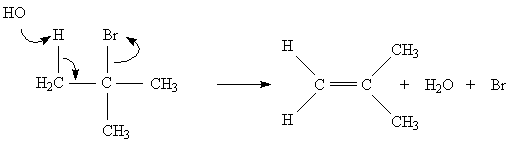 HO
H Br
H CH₃
H₂C C CH₃ C C + H₂O + Br
H CH₃
CH₃